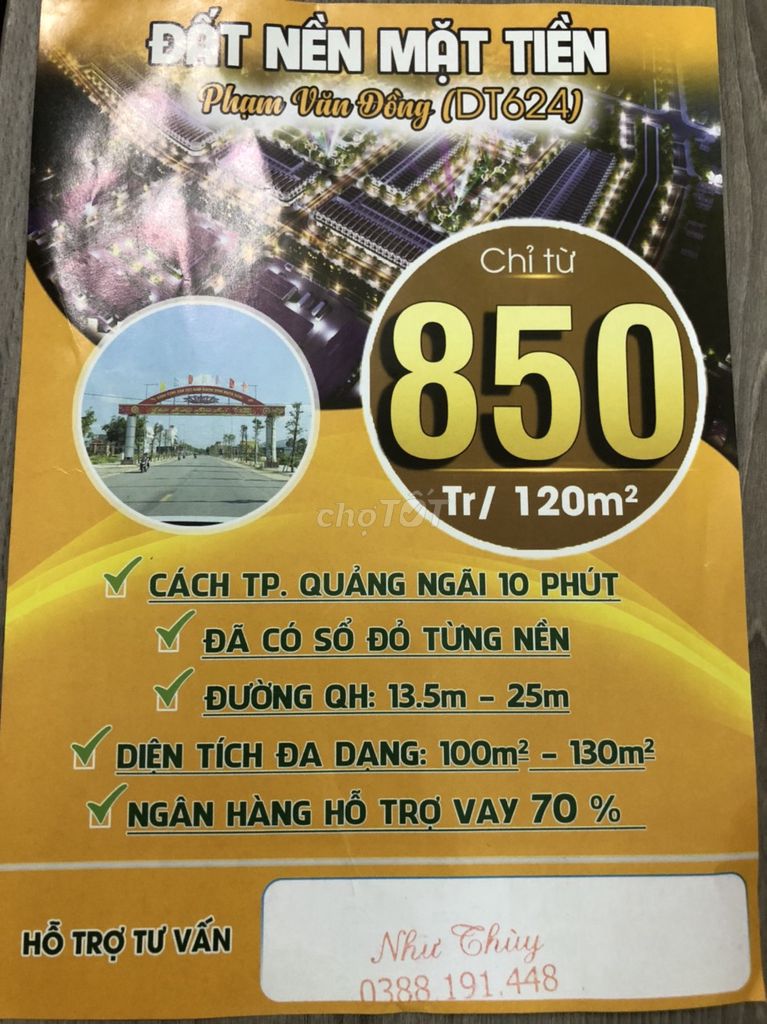 ĐẤT NỀN MẶT TIỀN
Phạm Văn Đồng (DT624)
Chỉ từ
850
Tr/ 120m²
chợTỐT
CÁCH TP. QUẢNG NGÃI 10 PHÚT
ĐÃ CÓ SỔ ĐỎ TỪNG NỀN
ĐƯỜNG QH: 13.5m - 25m
DIỆN TÍCH ĐA DẠNG: 100m² - 130m²
NGÂN HÀNG HỖ TRỢ VAY 70 %
HỖ TRỢ TƯ VẤN
Như Thùy
0388.191.448